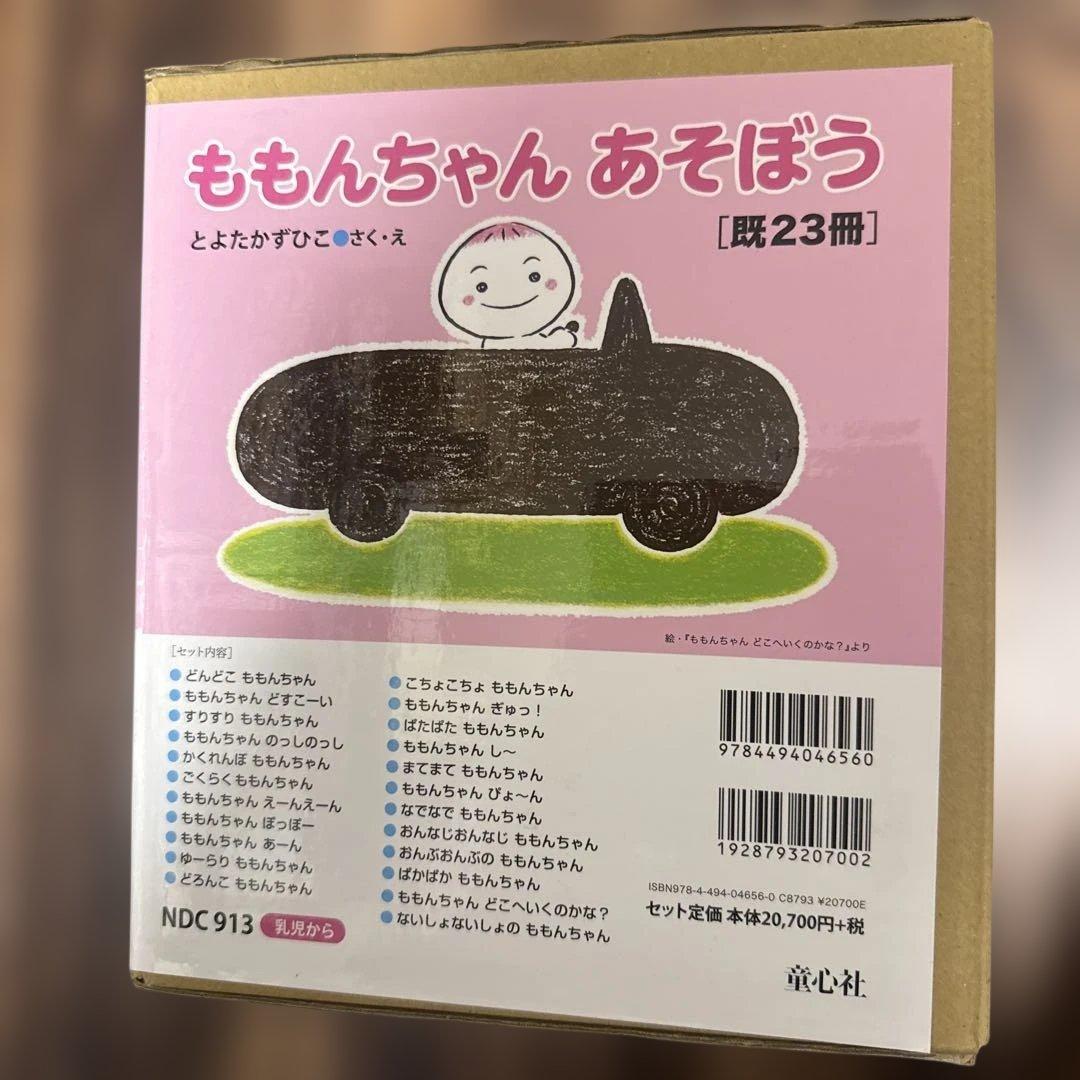 ももんちゃん あそぼう
[既23冊]
とよたかずひこ●さく・え
絵・『ももんちゃん どこへいくのかな？』より
[セット内容]
●どんどこ ももんちゃん
●ももんちゃん どすこーい
●すりすり ももんちゃん
●ももんちゃん のっしのっし
●かくれんぼ ももんちゃん
●ごくらくももんちゃん
●ももんちゃん えーんえーん
●ももんちゃん ぽっぽー
●ももんちゃん あーん
●ゆーらり ももんちゃん
●どろんこ ももんちゃん
●こちょこちょ ももんちゃん
●ももんちゃん ぎゅっ！
●ぱたぱた ももんちゃん
●ももんちゃん し〜
●まてまて ももんちゃん
●ももんちゃん ぴょ〜ん
●なでなで ももんちゃん
●おんなじおんなじ ももんちゃん
●おんぶおんぶの ももんちゃん
●ぱかぱか ももんちゃん
●ももんちゃん どこへいくのかな？
●ないしょないしょの ももんちゃん
NDC 913 乳児から
9784494046560
1928793207002
ISBN978-4-494-04656-0 C8793 ¥20700E
セット定価 本体20,700円+税
童心社